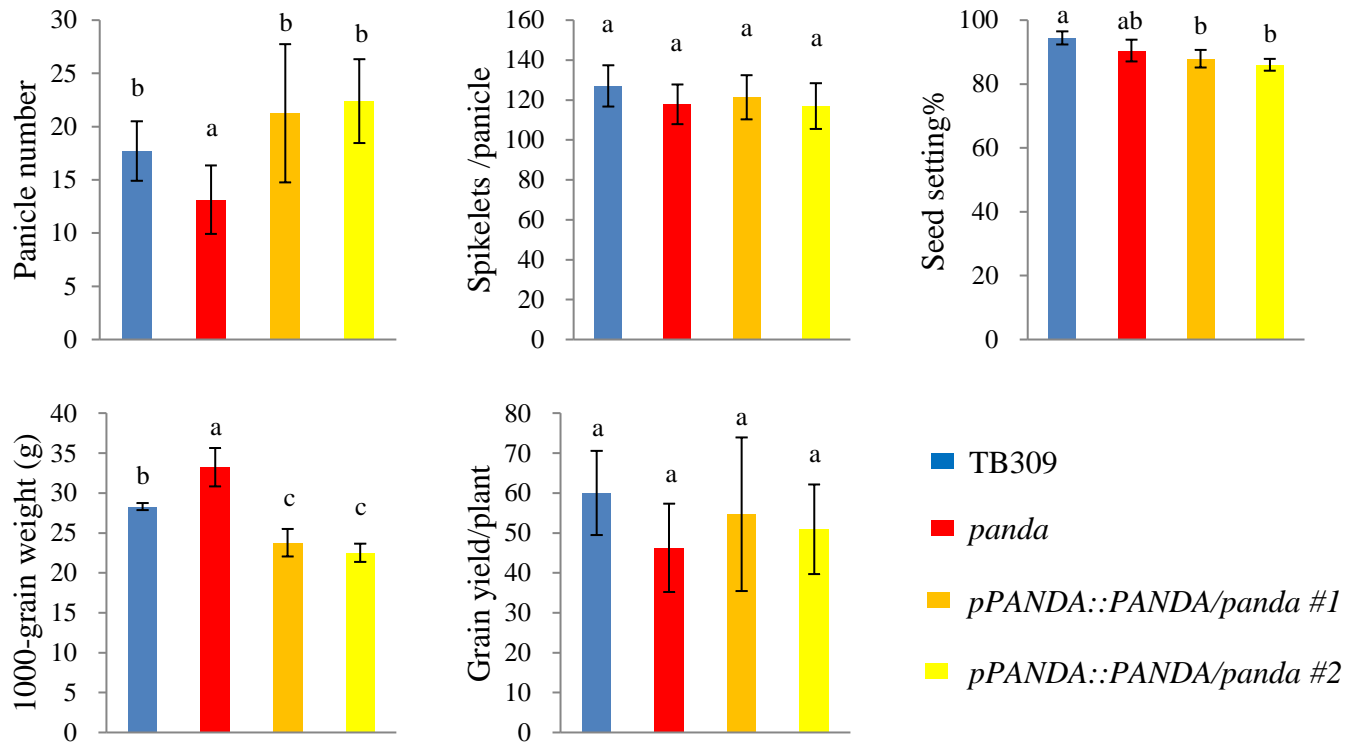 Panicle number
30
25
20
15
10
5
0
b
a
b
b
Spikelets /panicle
160
140
120
100
80
60
40
20
0
a
a
a
a
Seed setting%
100
80
60
40
20
0
a
ab
b
b
1000-grain weight (g)
40
35
30
25
20
15
10
5
0
b
a
c
c
Grain yield/plant
80
70
60
50
40
30
20
10
0
a
a
a
a
TB309
panda
pPANDA::PANDA/panda #1
pPANDA::PANDA/panda #2